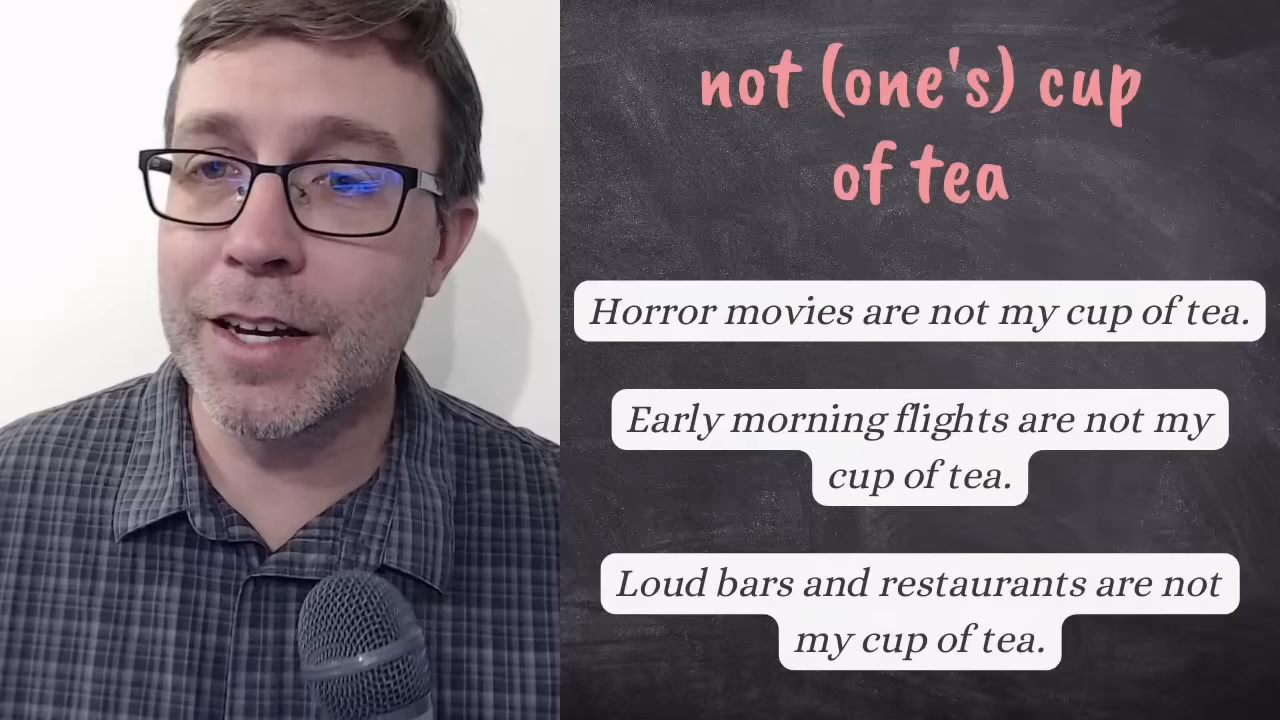 not (one's) cup
of tea
Horror movies are not my cup of tea.
Early morning flights are not my
cup of tea.
Loud bars and restaurants are not
my cup of tea.